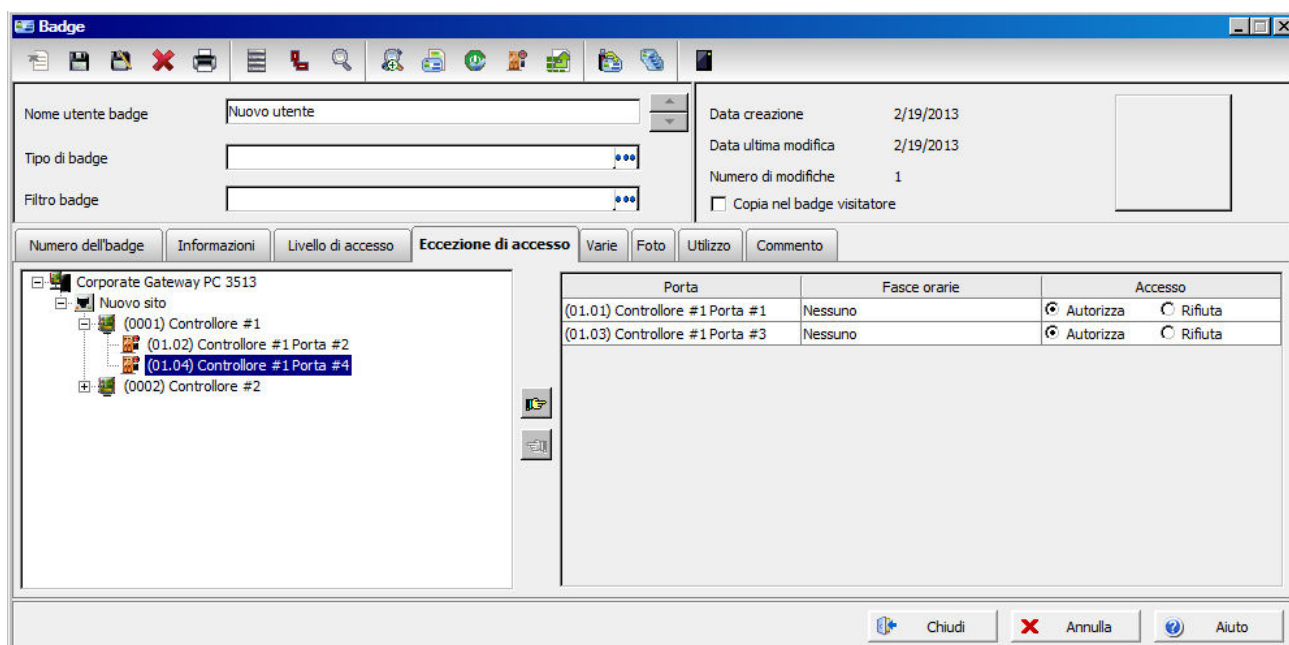 Badge
Nome utente badge Nuovo utente
Tipo di badge
Filtro badge
Data creazione 2/19/2013
Data ultima modifica 2/19/2013
Numero di modifiche 1
Copia nel badge visitatore
Numero dell'badge Informazioni Livello di accesso Eccezione di accesso Varie Foto Utilizzo Commento
Corporate Gateway PC 3513
Nuovo sito
(0001) Controllore #1
(01.02) Controllore #1 Porta #2
(01.04) Controllore #1 Porta #4
(0002) Controllore #2
Porta Fasce orarie Accesso
(01.01) Controllore #1 Porta #1 Nessuno Autorizza Rifiuta
(01.03) Controllore #1 Porta #3 Nessuno Autorizza Rifiuta
Chiudi Annulla Aiuto